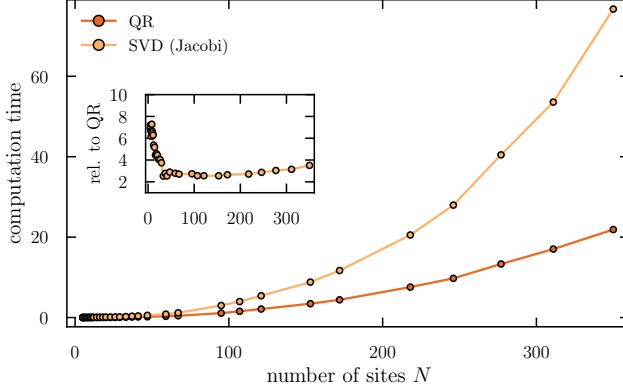 QR
SVD (Jacobi)
computation time
60
40
20
0
rel. to QR
10
8
6
4
2
0 100 200 300
0 100 200 300
number of sites N